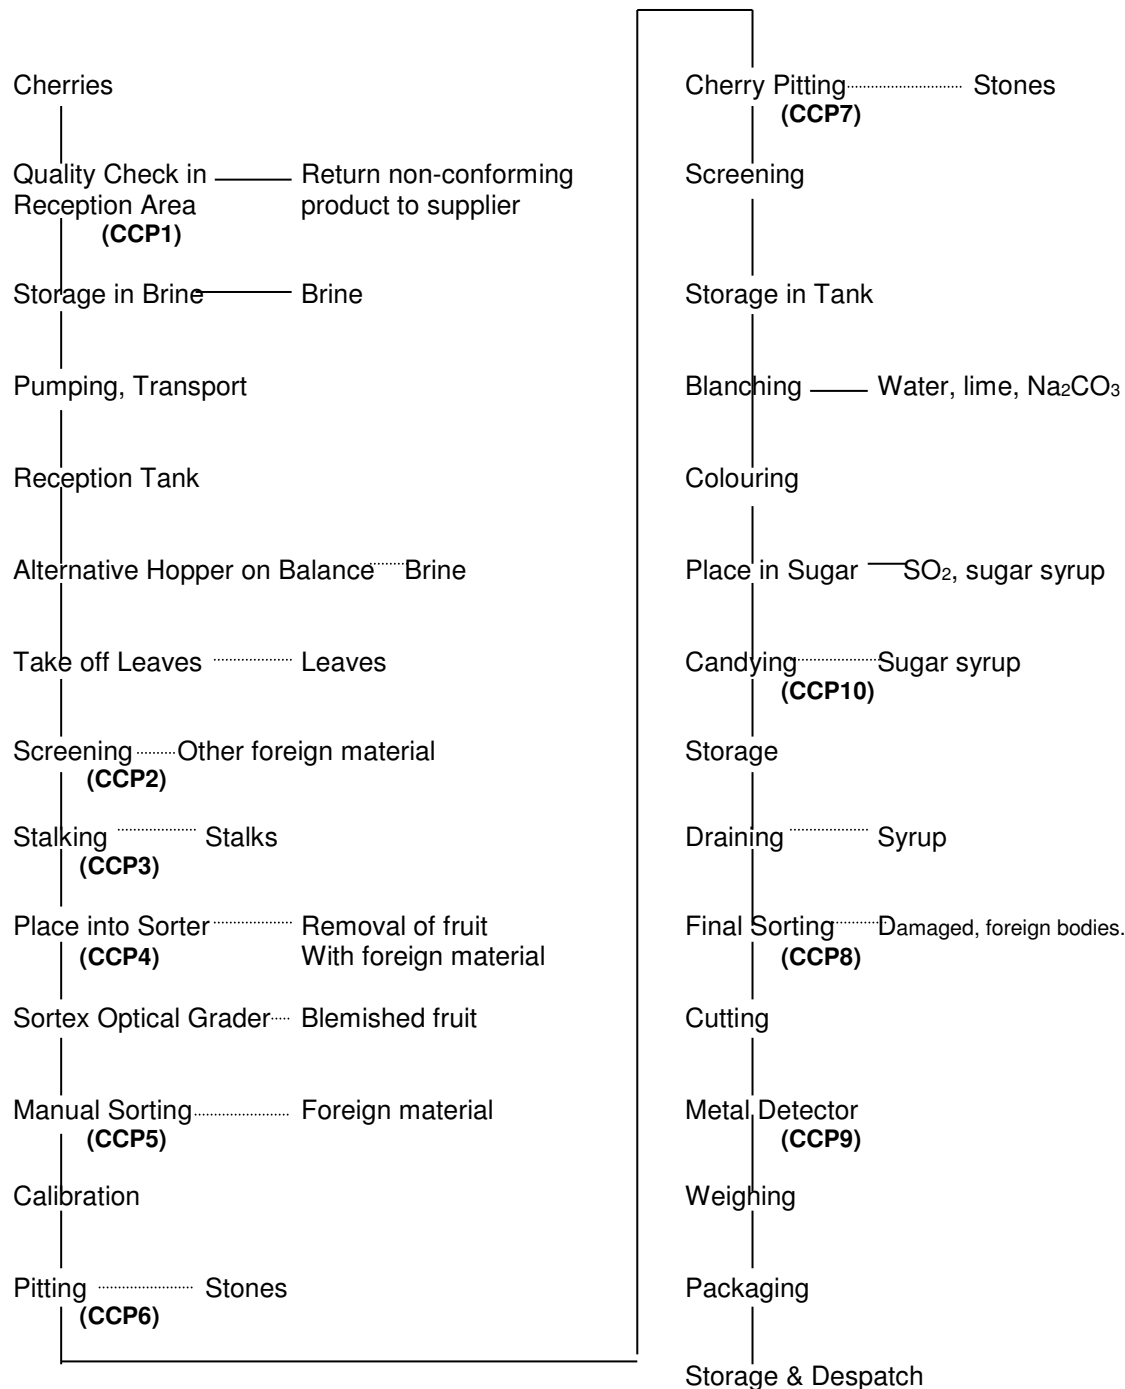 Cherries
Quality Check in Return non-conforming
Reception Area product to supplier
(CCP1)
Storage in Brine Brine
Pumping, Transport
Reception Tank
Alternative Hopper on Balance Brine
Take off Leaves Leaves
Screening Other foreign material
(CCP2)
Stalking Stalks
(CCP3)
Place into Sorter Removal of fruit
(CCP4) With foreign material
Sortex Optical Grader Blemished fruit
Manual Sorting Foreign material
(CCP5)
Calibration
Pitting Stones
(CCP6)
Cherry Pitting Stones
(CCP7)
Screening
Storage in Tank
Blanching Water, lime, Na₂CO₃
Colouring
Place in Sugar SO₂, sugar syrup
Candying Sugar syrup
(CCP10)
Storage
Draining Syrup
Final Sorting Damaged, foreign bodies.
(CCP8)
Cutting
Metal Detector
(CCP9)
Weighing
Packaging
Storage & Despatch